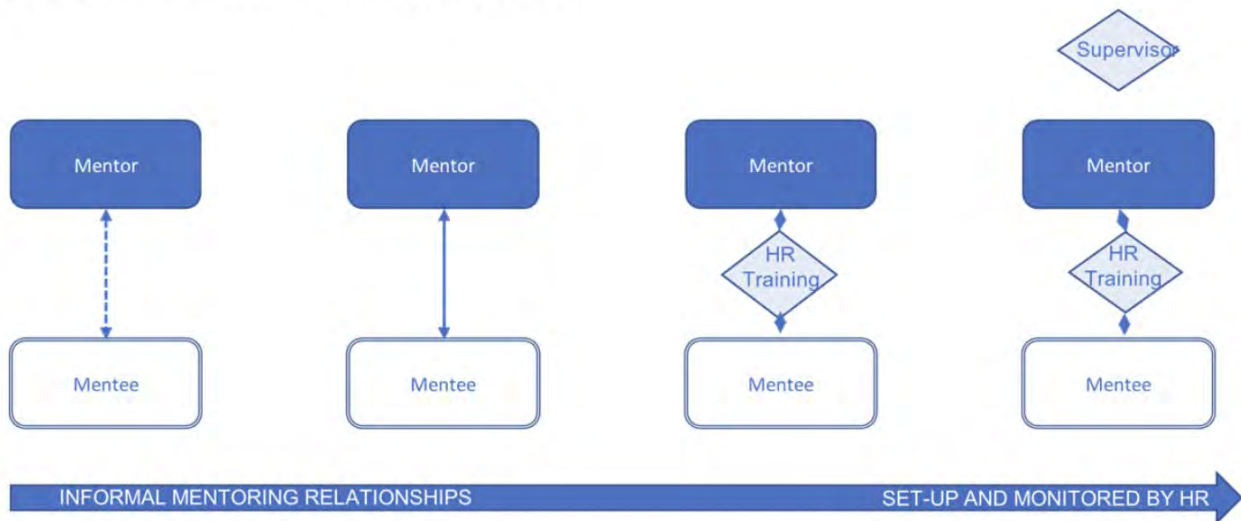 Supervisor
Mentor
Mentor
Mentor
Mentor
HR
Training
HR
Training
Mentee
Mentee
Mentee
Mentee
INFORMAL MENTORING RELATIONSHIPS
SET-UP AND MONITORED BY HR